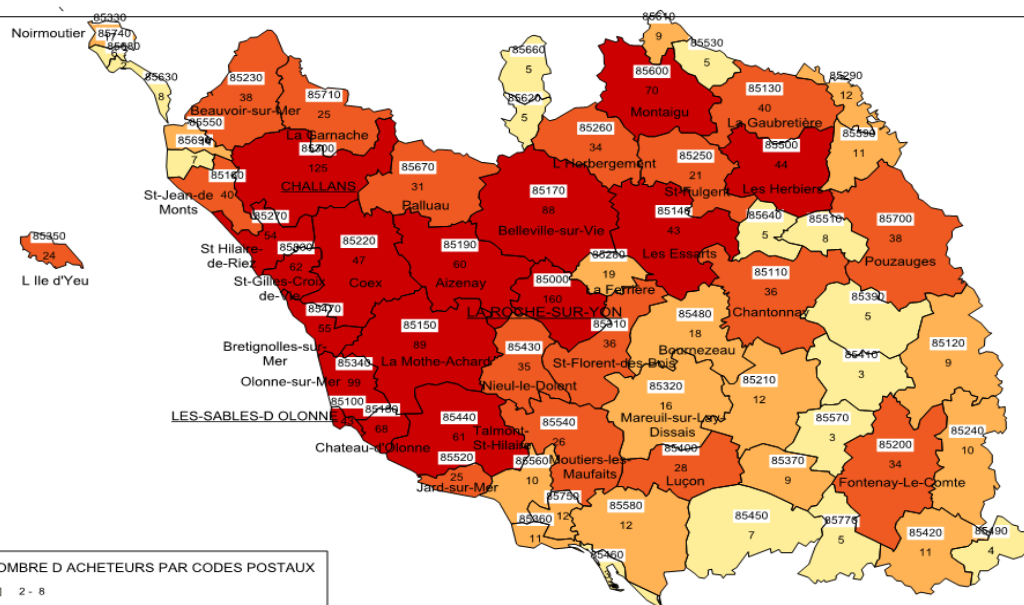 85330
Noirmoutier
85740
17
85680
6
2
85630
8
85230
38
Beauvoir-sur-Mer
85710
25
La Garnache
85550
85690
7
85300
125
CHALLANS
85160
40
St-Jean-de
Monts
85670
31
Palluau
85270
54
St Hilaire-
de-Riez
85800
62
St-Gilles-Croix
de-Vie
85220
47
Coex
85190
60
Aizenay
85350
24
L Ile d'Yeu
85470
55
Bretignolles-sur-
Mer
85150
89
La Mothe-Achard
85340
99
Olonne-sur-Mer
85100
LES-SABLES-D OLONNE
85180
68
Chateau-d'Olonne
85440
61
Talmont-
St-Hilaire
85520
25
Jard-sur-Mer
85660
5
85620
5
85610
9
85530
5
85600
70
Montaigu
85130
40
La Gaubretière
85290
12
85590
11
85260
34
L'Herbergement
85250
21
St-Fulgent
85500
44
Les Herbiers
85170
88
Belleville-sur-Vie
85140
43
Les Essarts
85640
5
85510
8
85700
38
Pouzauges
85280
19
La Ferrière
85000
160
LA ROCHE-SUR-YON
85110
36
Chantonnay
85390
5
85310
36
St-Florent-des Bois
85480
18
Bournezeau
85430
35
Nieul-le-Dolent
85120
9
85410
3
85320
16
Mareuil-sur-Lay-
Dissais
85210
12
85540
26
Moutiers-les-
Maufaits
85570
3
85240
10
85200
34
Fontenay-Le-Comte
85400
28
Luçon
85370
9
85560
10
85750
12
85360
11
85580
12
85450
7
85770
5
85420
11
85490
4
85460
OMBRE D ACHETEURS PAR CODES POSTAUX
2 - 8